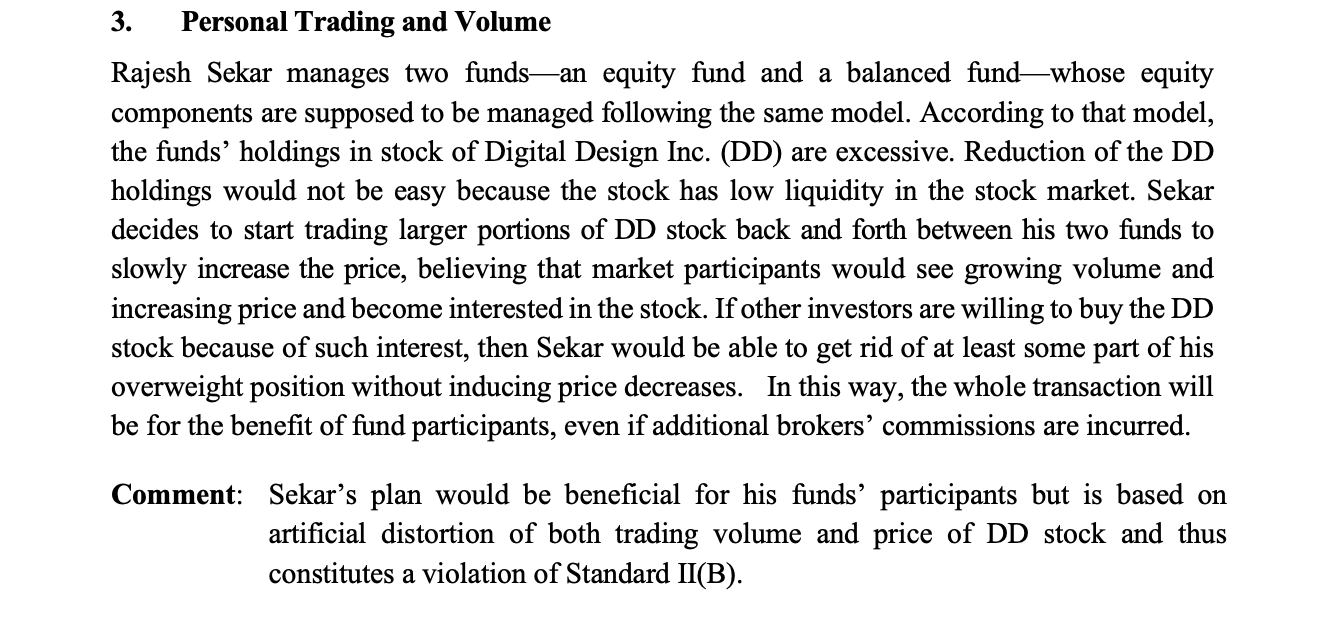 3. Personal Trading and Volume
Rajesh Sekar manages two funds—an equity fund and a balanced fund—whose equity
components are supposed to be managed following the same model. According to that model,
the funds’ holdings in stock of Digital Design Inc. (DD) are excessive. Reduction of the DD
holdings would not be easy because the stock has low liquidity in the stock market. Sekar
decides to start trading larger portions of DD stock back and forth between his two funds to
slowly increase the price, believing that market participants would see growing volume and
increasing price and become interested in the stock. If other investors are willing to buy the DD
stock because of such interest, then Sekar would be able to get rid of at least some part of his
overweight position without inducing price decreases. In this way, the whole transaction will
be for the benefit of fund participants, even if additional brokers’ commissions are incurred.
Comment: Sekar’s plan would be beneficial for his funds’ participants but is based on
artificial distortion of both trading volume and price of DD stock and thus
constitutes a violation of Standard II(B).